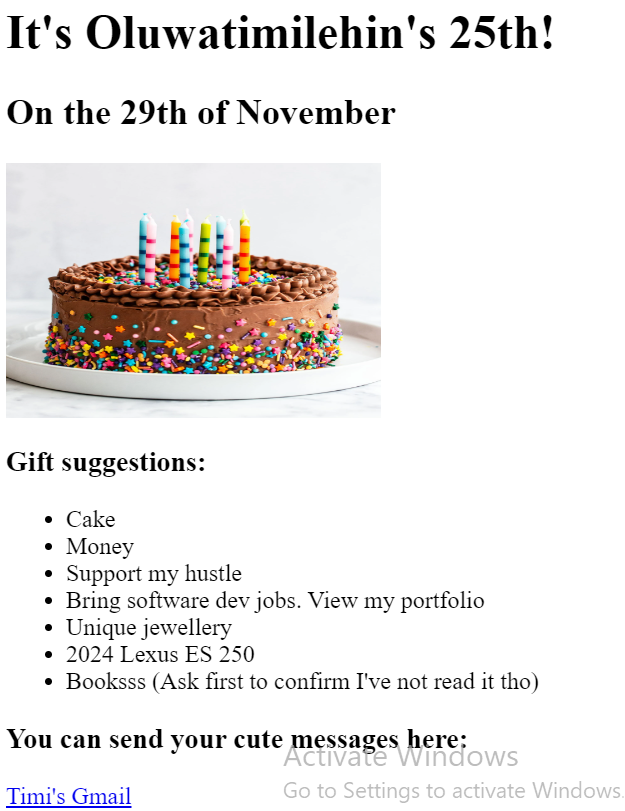 It's Oluwatimilehin's 25th!
On the 29th of November
Gift suggestions:
• Cake
• Money
• Support my hustle
• Bring software dev jobs. View my portfolio
• Unique jewellery
• 2024 Lexus ES 250
• Booksss (Ask first to confirm I've not read it tho)
You can send your cute messages here:
Activate Windows
Timi's Gmail
Go to Settings to activate Windows.